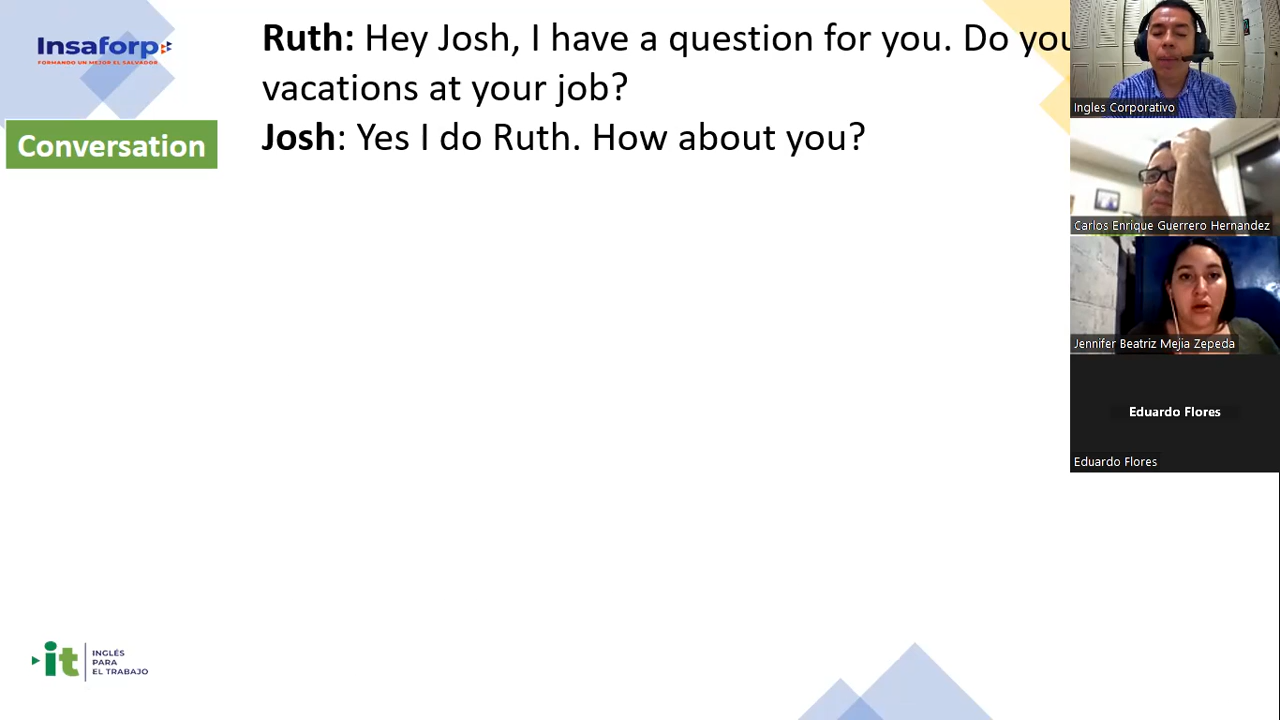 Insaforp
FORMANDO UN MEJOR EL SALVADOR
Conversation
Ruth: Hey Josh, I have a question for you. Do you
vacations at your job?
Josh: Yes I do Ruth. How about you?
Ingles Corporativo
Carlos Enrique Guerrero Hernandez
Jennifer Beatriz Mejia Zepeda
Eduardo Flores
Eduardo Flores
it
INGLÉS
PARA
EL TRABAJO